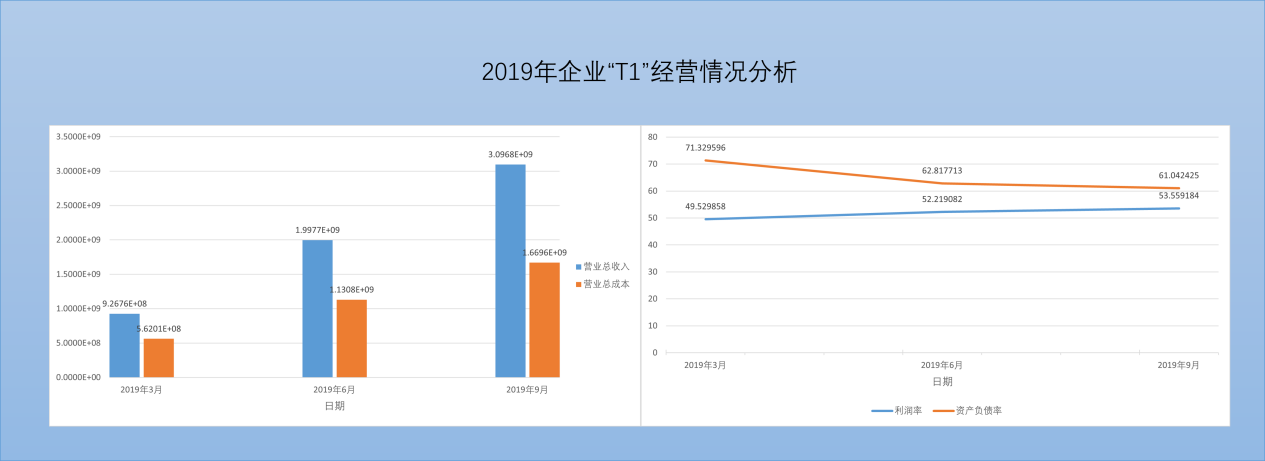 2019年企业“T1”经营情况分析
3.5000E+09
3.0000E+09
2.5000E+09
2.0000E+09
1.5000E+09
1.0000E+09
5.0000E+08
0.0000E+00
9.2676E+08
5.6201E+08
1.9977E+09
1.1308E+09
3.0968E+09
1.6696E+09
2019年3月
2019年6月
2019年9月
日期
营业总收入
营业总成本
80
70
60
50
40
30
20
10
0
71.329596
62.817713
61.042425
49.529858
52.219082
53.559184
2019年3月
2019年6月
2019年9月
日期
利润率
资产负债率